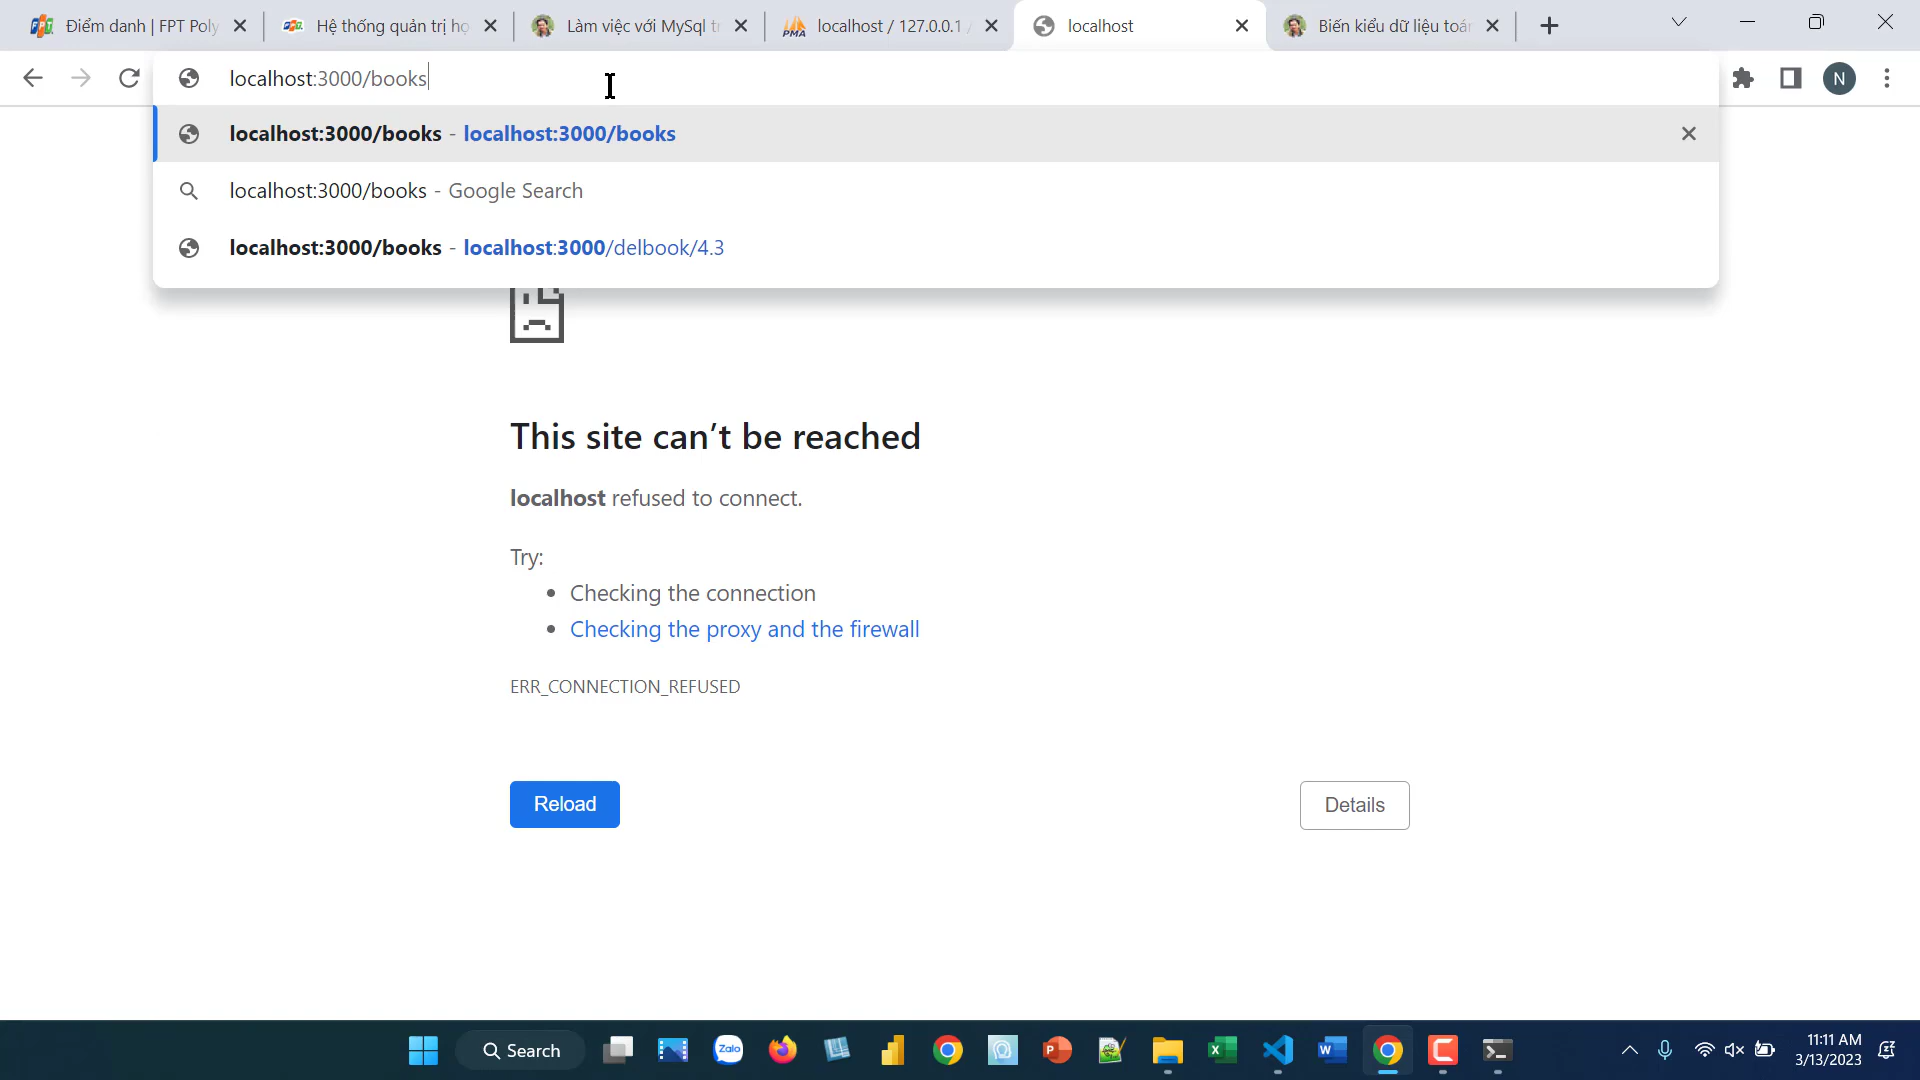 Điểm danh | FPT Poly
Hệ thống quản trị họ
Làm việc với MySql tr
localhost / 127.0.0.1 /
localhost
Biến kiểu dữ liệu toán
localhost:3000/books
N
localhost:3000/books - localhost:3000/books
localhost:3000/books - Google Search
localhost:3000/books - localhost:3000/delbook/4.3
This site can’t be reached
localhost refused to connect.
Try:
• Checking the connection
• Checking the proxy and the firewall
ERR_CONNECTION_REFUSED
Reload
Details
Search
Zalo
11:11 AM
3/13/2023